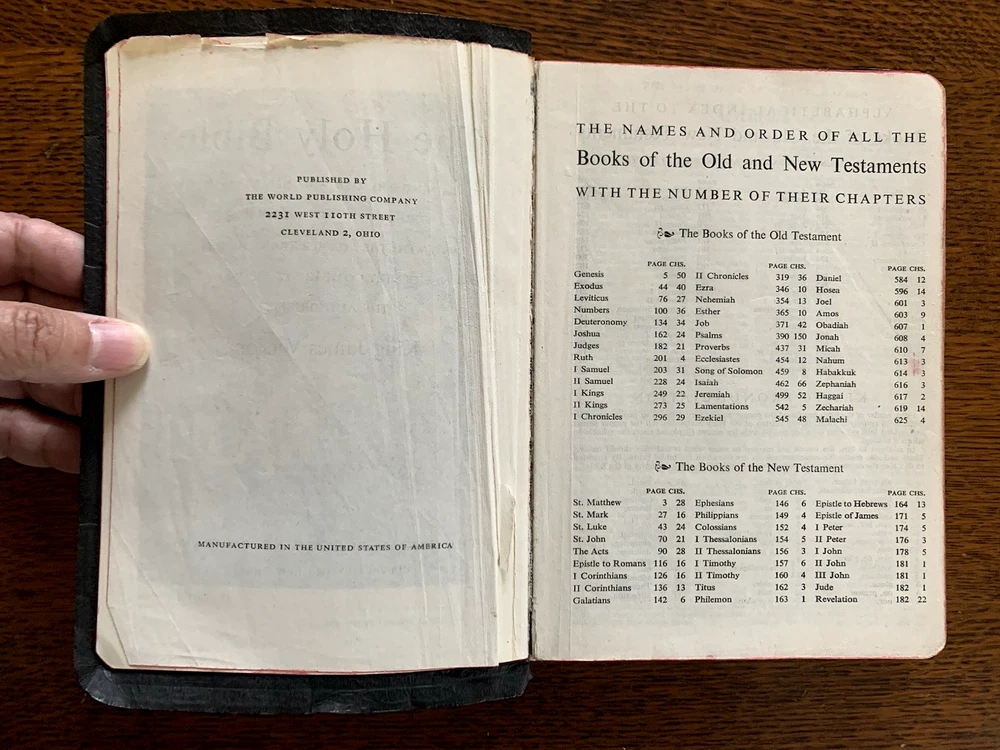 PUBLISHED BY
THE WORLD PUBLISHING COMPANY
2231 WEST 110TH STREET
CLEVELAND 2, OHIO
MANUFACTURED IN THE UNITED STATES OF AMERICA
THE NAMES AND ORDER OF ALL THE
Books of the Old and New Testaments
WITH THE NUMBER OF THEIR CHAPTERS
The Books of the Old Testament
PAGE CHS. PAGE CHS. PAGE CHS.
Genesis 5 50 II Chronicles 319 36 Daniel 584 12
Exodus 44 40 Ezra 346 10 Hosea 596 14
Leviticus 76 27 Nehemiah 354 13 Joel 601 3
Numbers 100 36 Esther 365 10 Amos 603 9
Deuteronomy 134 34 Job 371 42 Obadiah 607 1
Joshua 162 24 Psalms 390 150 Jonah 608 4
Judges 182 21 Proverbs 437 31 Micah 610 7
Ruth 201 4 Ecclesiastes 454 12 Nahum 613 3
I Samuel 203 31 Song of Solomon 459 8 Habakkuk 614 3
II Samuel 228 24 Isaiah 462 66 Zephaniah 616 3
I Kings 249 22 Jeremiah 499 52 Haggai 617 2
II Kings 273 25 Lamentations 542 5 Zechariah 619 14
I Chronicles 296 29 Ezekiel 545 48 Malachi 625 4
The Books of the New Testament
PAGE CHS. PAGE CHS. PAGE CHS.
St. Matthew 3 28 Ephesians 146 6 Epistle to Hebrews 164 13
St. Mark 27 16 Philippians 149 4 Epistle of James 171 5
St. Luke 43 24 Colossians 152 4 I Peter 174 5
St. John 70 21 I Thessalonians 154 5 II Peter 176 3
The Acts 90 28 II Thessalonians 156 3 I John 178 5
Epistle to Romans 116 16 I Timothy 157 6 II John 181 1
I Corinthians 126 16 II Timothy 160 4 III John 181 1
II Corinthians 136 13 Titus 162 3 Jude 182 1
Galatians 142 6 Philemon 163 1 Revelation 182 22